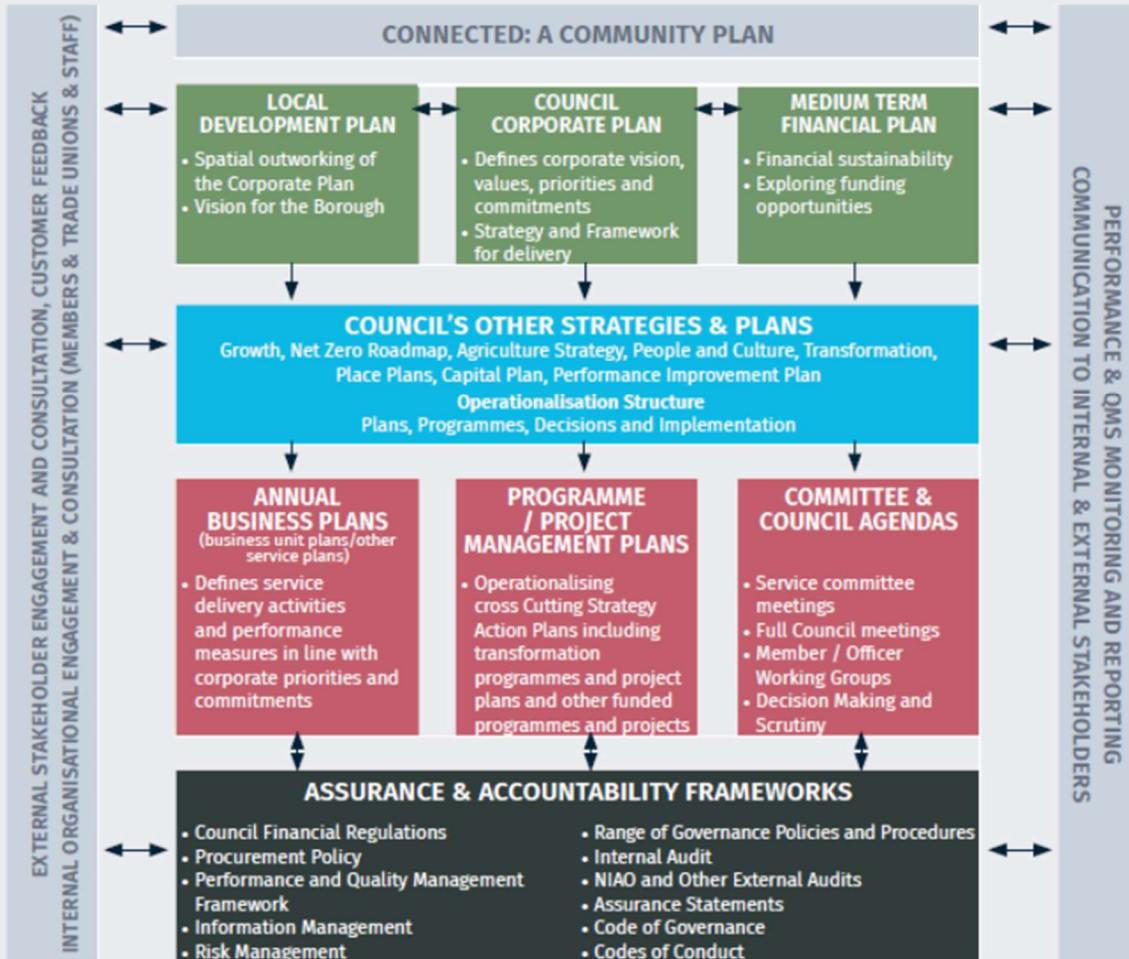 EXTERNAL STAKEHOLDER ENGAGEMENT AND CONSULTATION, CUSTOMER FEEDBACK
INTERNAL ORGANISATIONAL ENGAGEMENT & CONSULTATION (MEMBERS & TRADE UNIONS & STAFF)
CONNECTED: A COMMUNITY PLAN
LOCAL
DEVELOPMENT PLAN
• Spatial outworking of
the Corporate Plan
• Vision for the Borough
COUNCIL
CORPORATE PLAN
• Defines corporate vision,
values, priorities and
commitments
• Strategy and Framework
for delivery
MEDIUM TERM
FINANCIAL PLAN
• Financial sustainability
• Exploring funding
opportunities
COUNCIL'S OTHER STRATEGIES & PLANS
Growth, Net Zero Roadmap, Agriculture Strategy, People and Culture, Transformation,
Place Plans, Capital Plan, Performance Improvement Plan
Operationalisation Structure
Plans, Programmes, Decisions and Implementation
ANNUAL
BUSINESS PLANS
(business unit plans/other
service plans)
• Defines service
delivery activities
and performance
measures in line with
corporate priorities and
commitments
PROGRAMME
/ PROJECT
MANAGEMENT PLANS
• Operationalising
cross Cutting Strategy
Action Plans including
transformation
programmes and project
plans and other funded
programmes and projects
COMMITTEE &
COUNCIL AGENDAS
• Service committee
meetings
• Full Council meetings
• Member / Officer
Working Groups
• Decision Making and
Scrutiny
ASSURANCE & ACCOUNTABILITY FRAMEWORKS
• Council Financial Regulations
• Procurement Policy
• Performance and Quality Management
Framework
• Information Management
• Risk Management
• Range of Governance Policies and Procedures
• Internal Audit
• NIAO and Other External Audits
• Assurance Statements
• Code of Governance
• Codes of Conduct
PERFORMANCE & QMS MONITORING AND REPORTING
COMMUNICATION TO INTERNAL & EXTERNAL STAKEHOLDERS